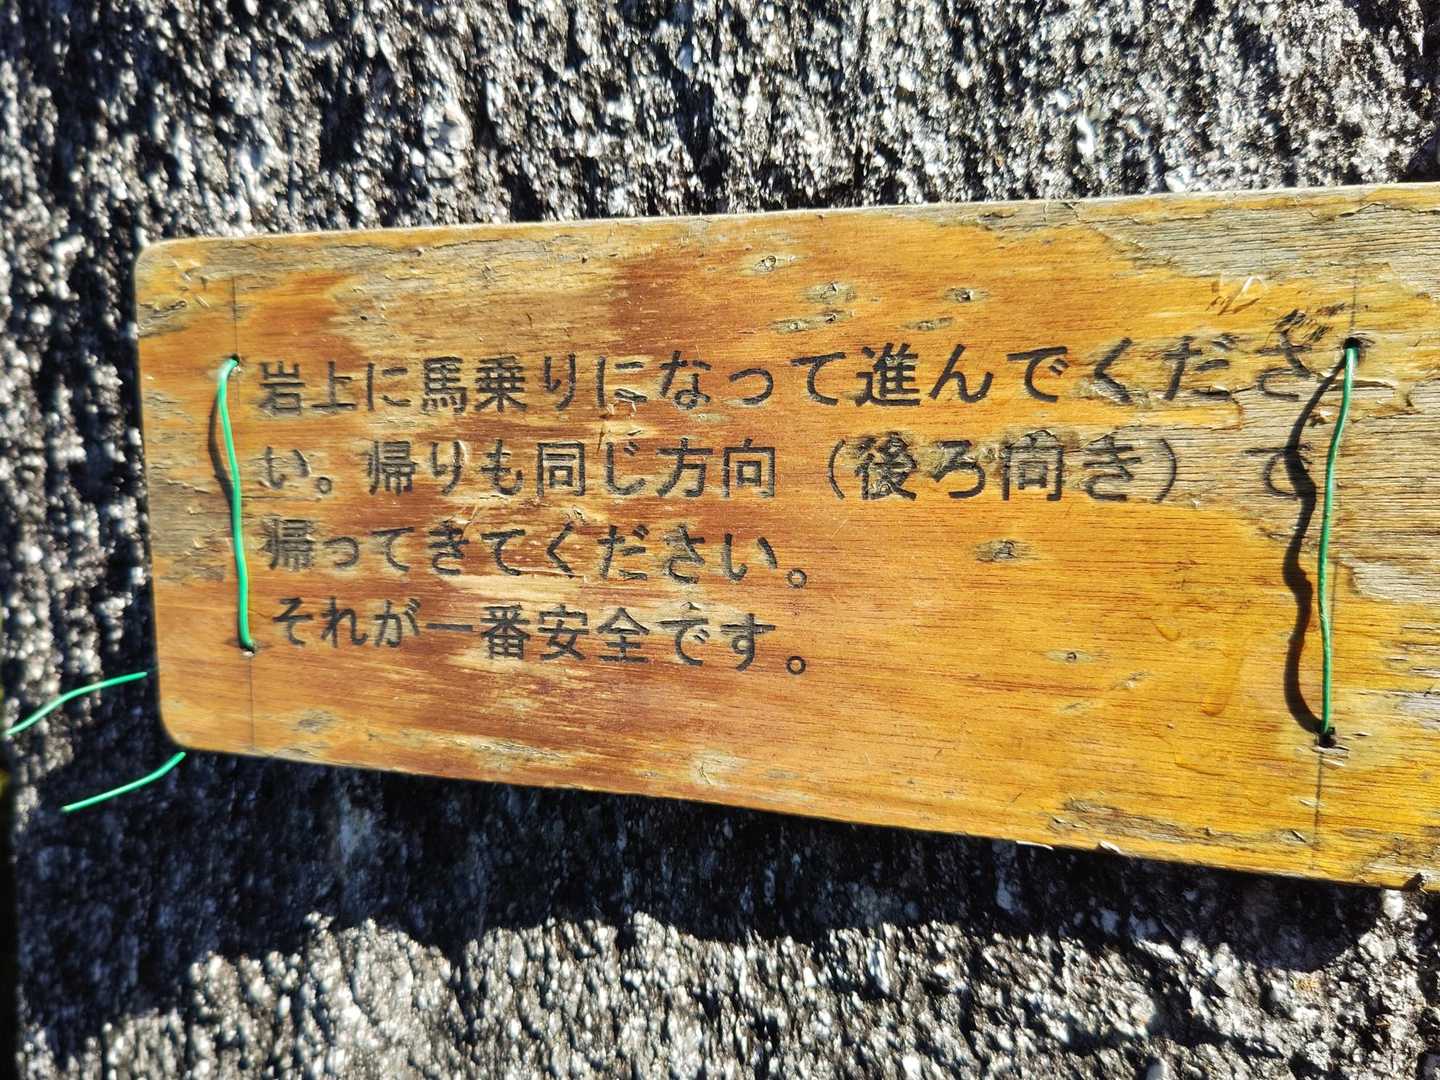 岩上に馬乗りになって進んでくださ
い。帰りも同じ方向（後ろ向き）で
帰ってきてください。
それが一番安全です。